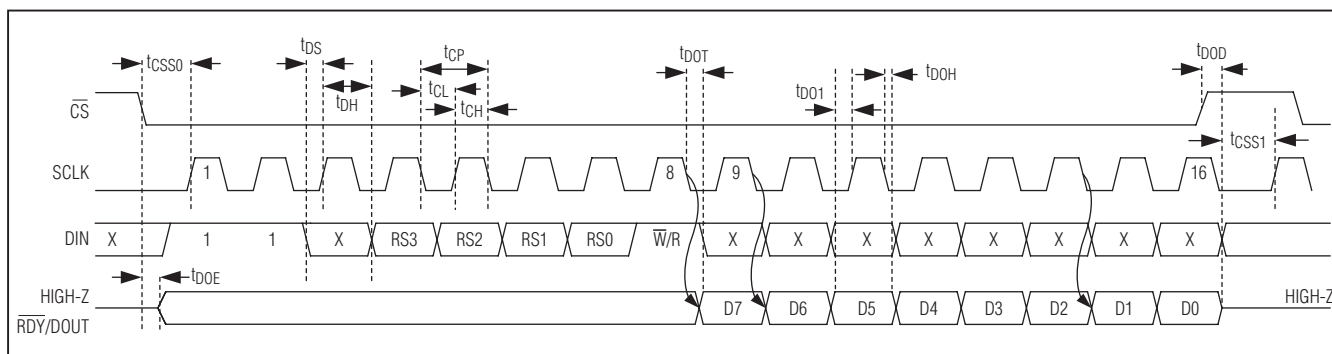 tDS tCP tDOT tDOD
tCSS0 tDOH
tDH tCL tDO1
CS tCH tCSS1
SCLK 1 8 9 16
DIN X 1 1 X RS3 RS2 RS1 RS0 W/R X X X X X X X X
tDOE
HIGH-Z HIGH-Z
RDY/DOUT D7 D6 D5 D4 D3 D2 D1 D0